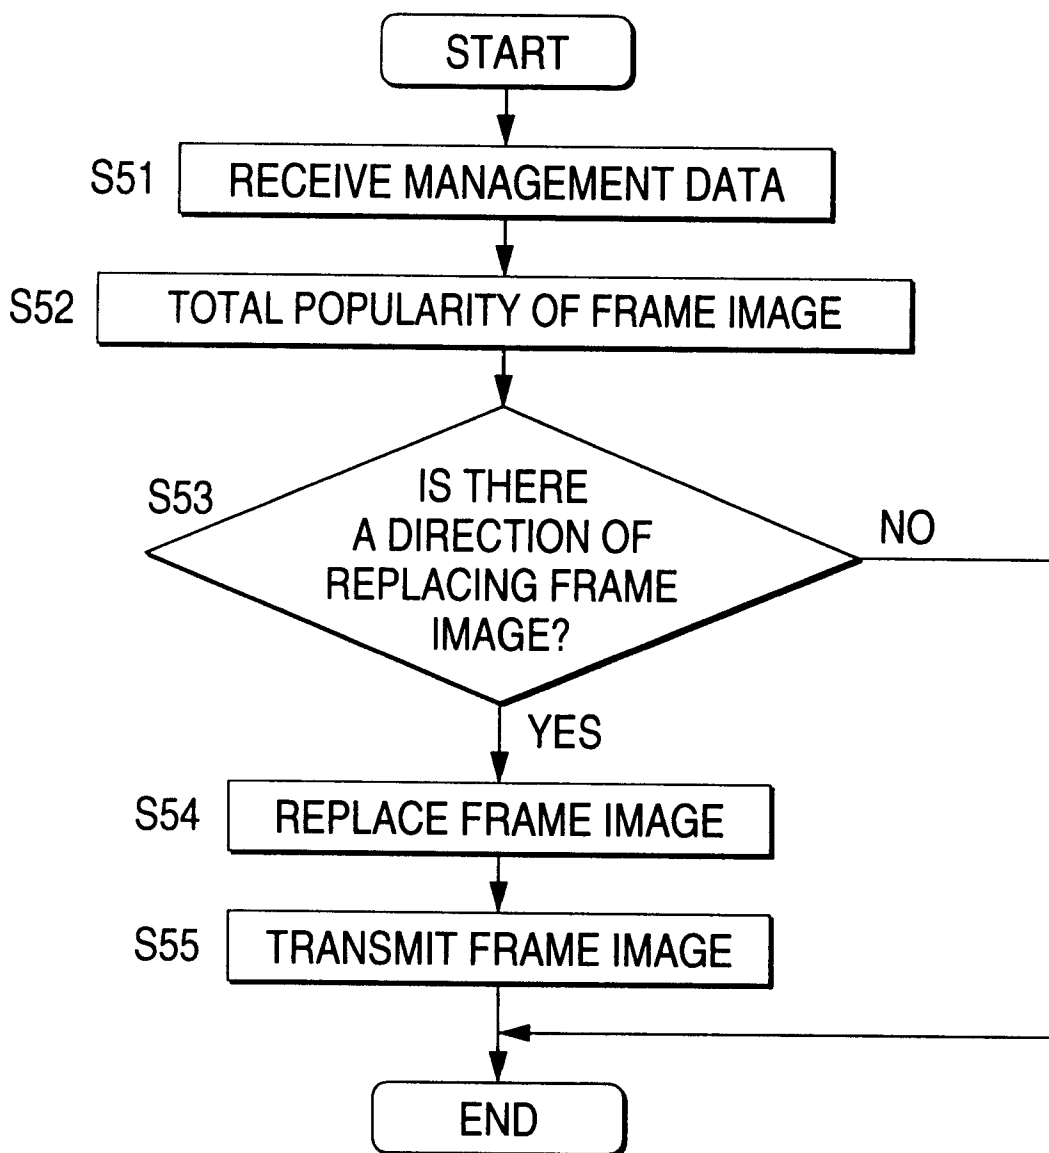 START
S51
RECEIVE MANAGEMENT DATA
S52
TOTAL POPULARITY OF FRAME IMAGE
S53
IS THERE
A DIRECTION OF
REPLACING FRAME
IMAGE?
NO
YES
S54
REPLACE FRAME IMAGE
S55
TRANSMIT FRAME IMAGE
END